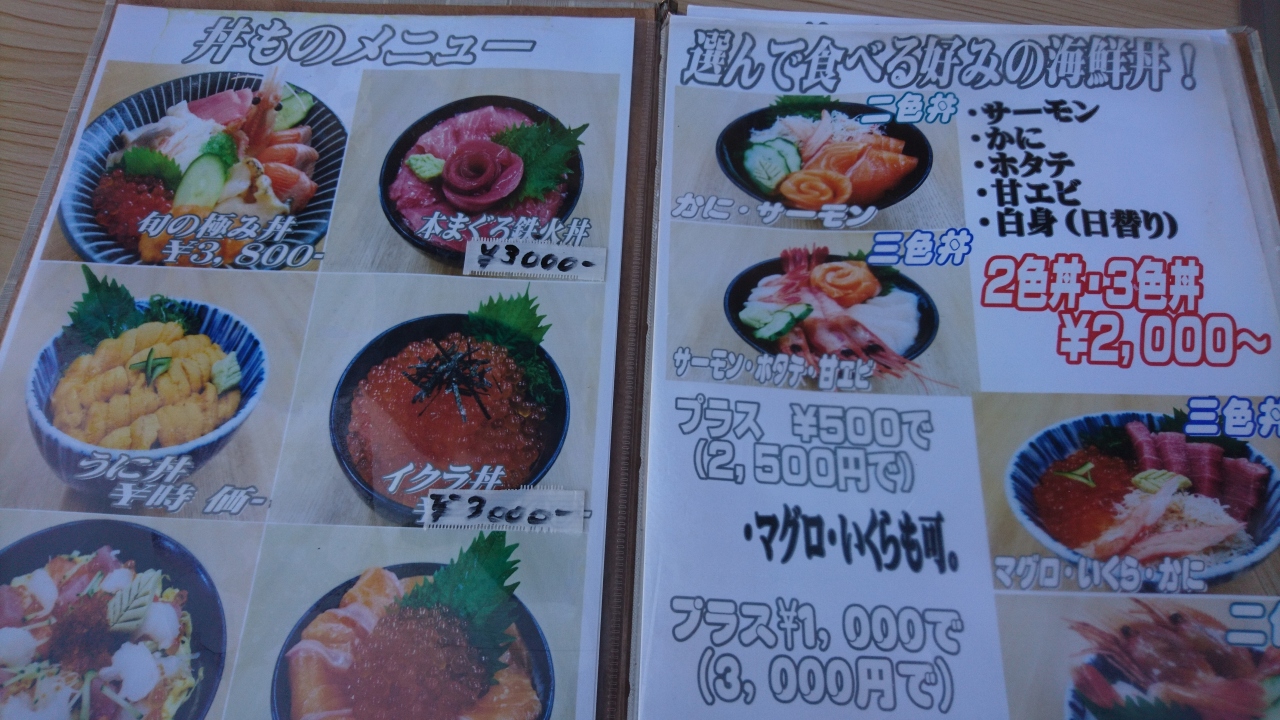 丼ものメニュー
旬の極み丼
¥3,800-
本まぐろ鉄火丼
¥3000-
うに丼
¥時 価-
イクラ丼
¥3000-
選んで食べる好みの海鮮丼!
二色丼
かに・サーモン
三色丼
サーモン・ホタテ・甘エビ
・サーモン
・かに
・ホタテ
・甘エビ
・白身(日替り)
2色丼・3色丼
¥2,000~
プラス ¥500で
(2,500円で)
・マグロ・いくらも可。
三色丼
マグロ・いくら・かに
プラス¥1,000で
(3,000円で)